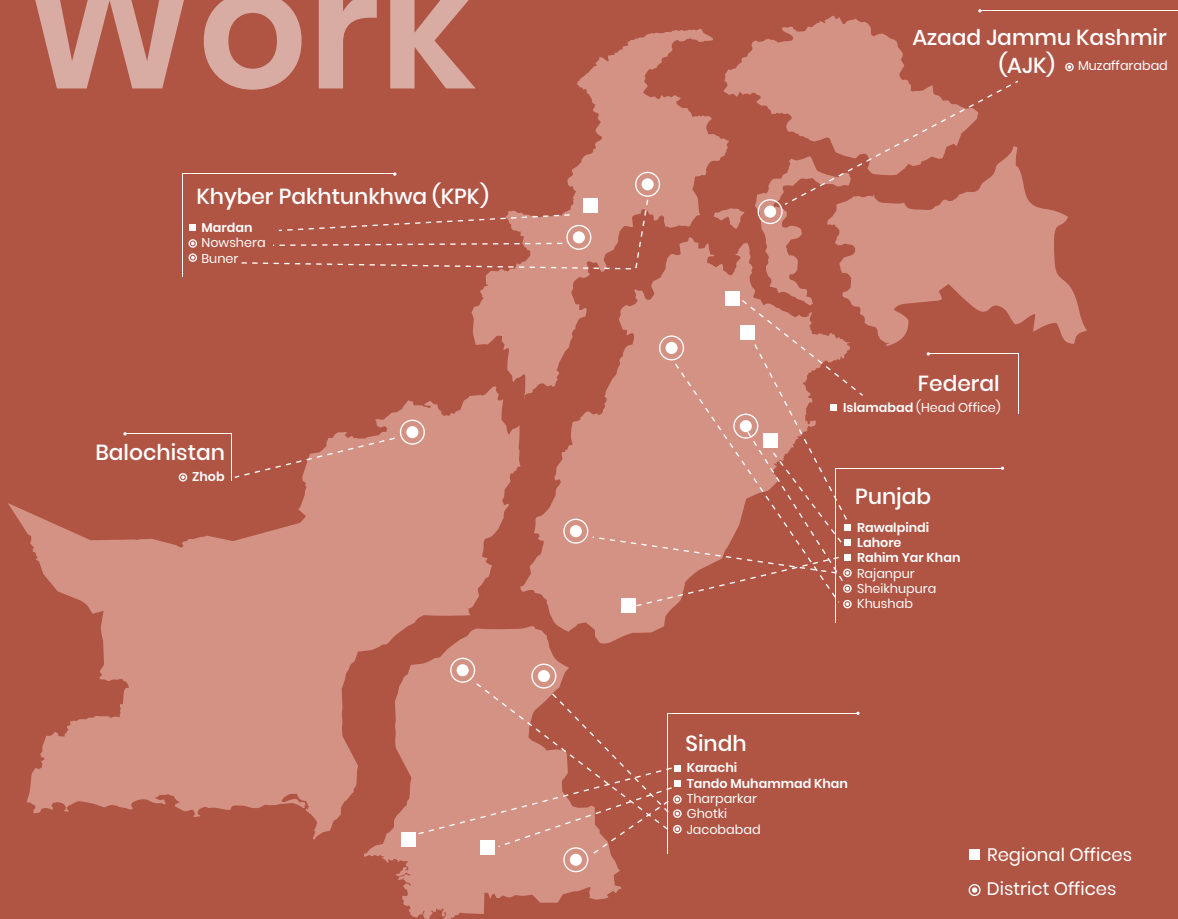 Work
Azaad Jammu Kashmir
(AJK) Muzaffarabad
Khyber Pakhtunkhwa (KPK)
Mardan
Nowshera
Buner
Federal
Islamabad (Head Office)
Balochistan
Zhob
Punjab
Rawalpindi
Lahore
Rahim Yar Khan
Rajanpur
Sheikhupura
Khushab
Sindh
Karachi
Tando Muhammad Khan
Tharparkar
Ghotki
Jacobabad
Regional Offices
District Offices